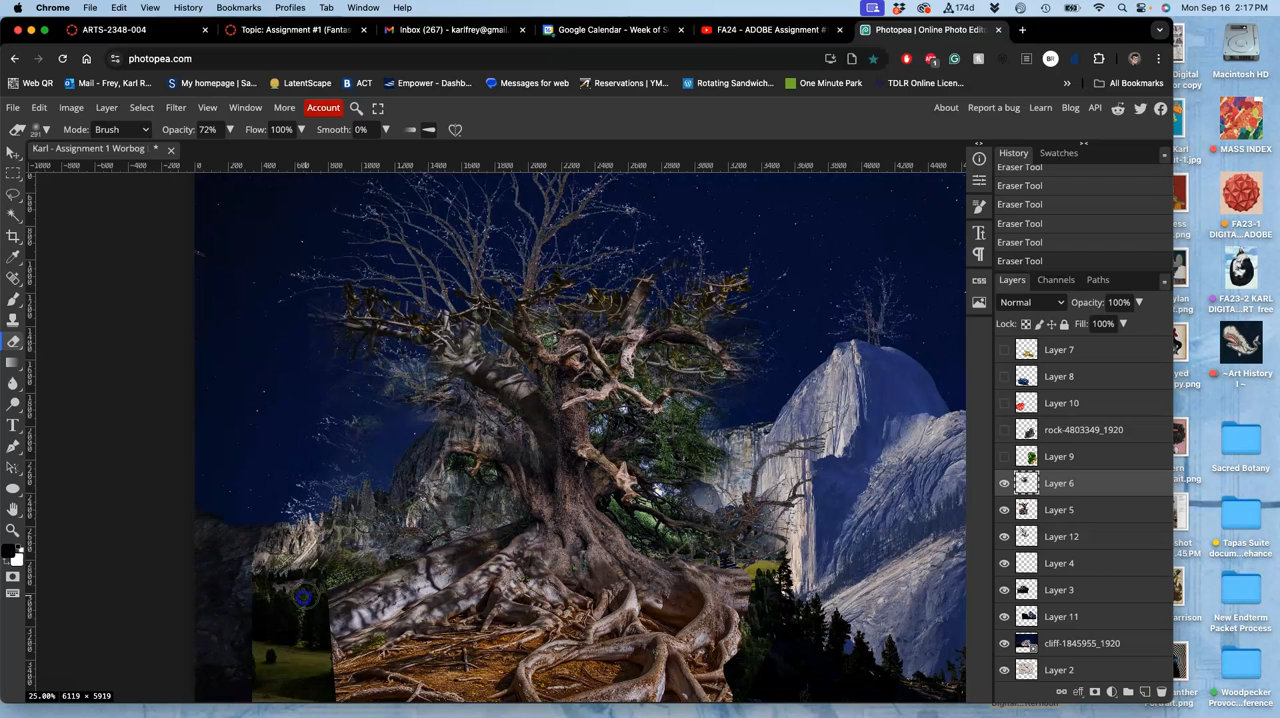 Chrome File Edit View History Bookmarks Profiles Tab Window Help 174d Mon Sep 16 2:17 PM
ARTS-2348-004 × Topic: Assignment #1 (Fantas × Inbox (267) - karlfrey@gmail. × Google Calendar - Week of S × FA24 - ADOBE Assignment # × Photopea | Online Photo Edit × +
photopea.com
Web QR Mail - Frey, Karl R... My homepage | Sa... LatenScape ACT Empower - Dashbo... Messages for web Reservations | YM... Rotating Sandwich... One Minute Park TDLR Online Licen... » All Bookmarks
File Edit Image Layer Select Filter View Window More Account About Report a bug Learn Blog API
291 Mode: Brush Opacity: 72% Flow: 100% Smooth: 0%
Karl - Assignment 1 Worbog *
History Swatches
Eraser Tool
Eraser Tool
Eraser Tool
Eraser Tool
Eraser Tool
Eraser Tool
Layers Channels Paths
Normal Opacity: 100%
Lock: Fill: 100%
Layer 7
Layer 8
Layer 10
rock-4803349_1920
Layer 9
Layer 6
Layer 5
Layer 12
Layer 4
Layer 3
Layer 11
cliff-1845955_1920
Layer 2
25.00% 6119 × 5919
CSS
eff
Macintosh HD
MASS INDEX
FA23-1
DIGITA...ADOBE
FA23-2 KARL
DIGITA...RT free
~Art History
I ~
Sacred Botany
Tapas Suite
docum...ehance
New Endterm
Packet Process
Woodpecker
Provoc...ference